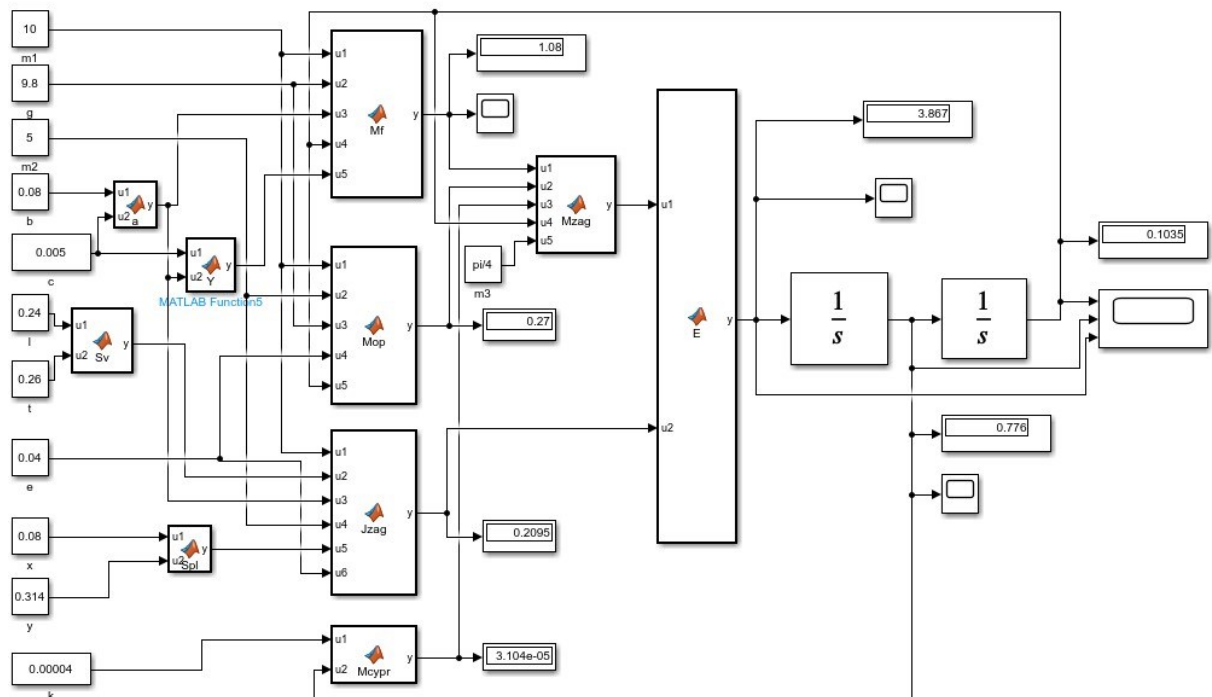 10
m1
9.8
g
5
m2
0.08
b
0.005
c
0.24
l
0.26
t
0.04
e
0.08
x
0.314
y
0.00004
k
u1
u2
y
a
u1
u2
y
Y
MATLAB Function5
u1
u2
y
Sv
u1
u2
y
Spl
u1
u2
u3
u4
u5
y
Mf
u1
u2
u3
u4
u5
y
Mop
u1
u2
u3
u4
u5
u6
y
Jzag
u1
u2
y
Mcypr
1.08
0.27
0.2095
3.104e-05
u1
u2
u3
u4
u5
y
Mzag
pi/4
m3
u1
u2
y
E
3.867
1
s
1
s
0.1035
0.776